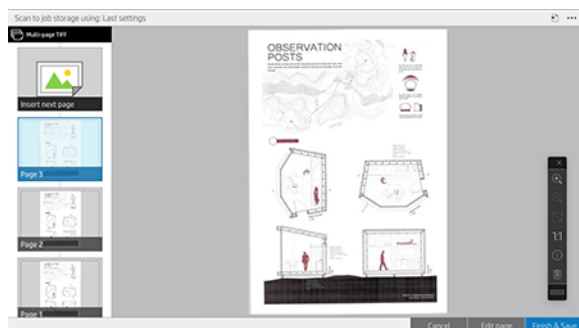 Scan to job storage using: Last settings
Multi-page TIFF
Insert next page
Page 3
Page 2
Page 1
OBSERVATION
POSTS
1:1
Cancel
Edit page
Finish & Save